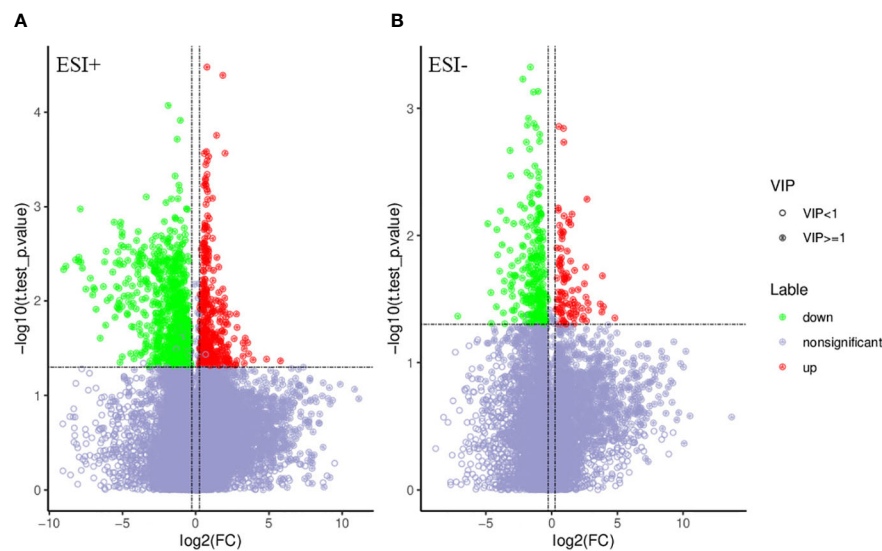 A
B
ESI+
ESI-
−log10(t.test_p.value)
4
3
2
1
0
−10
−5
0
5
10
log2(FC)
−log10(t.test_p.value)
3
2
1
0
−5
0
5
10
log2(FC)
VIP
VIP<1
VIP>=1
Lable
down
nonsignificant
up